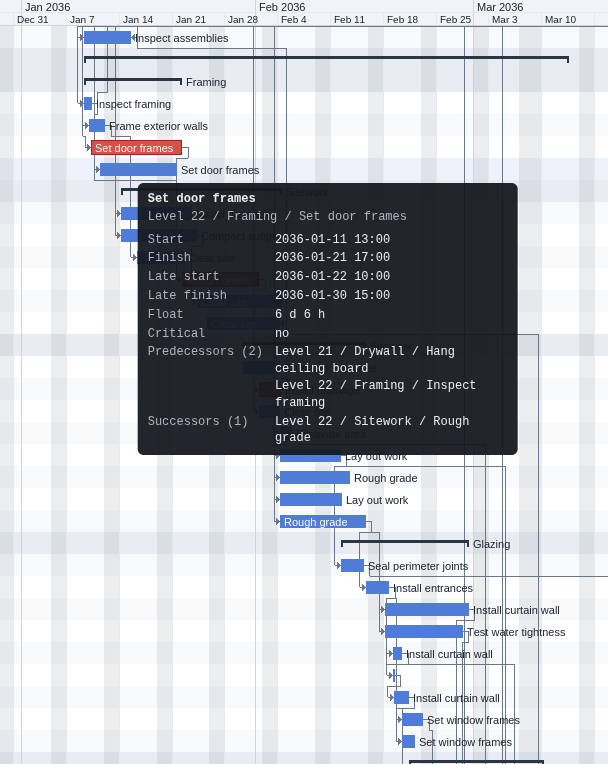 Jan 2036 Feb 2036 Mar 2036
Dec 31 Jan 7 Jan 14 Jan 21 Jan 28 Feb 4 Feb 11 Feb 18 Feb 25 Mar 3 Mar 10
Inspect assemblies
Framing
Inspect framing
Frame exterior walls
Set door frames
Set door frames
Set door frames
Level 22 / Framing / Set door frames
Start 2036-01-11 13:00
Finish 2036-01-21 17:00
Late start 2036-01-22 10:00
Late finish 2036-01-30 15:00
Float 6 d 6 h
Critical no
Predecessors (2) Level 21 / Drywall / Hang
ceiling board
Level 22 / Framing / Inspect
framing
Successors (1) Level 22 / Sitework / Rough
grade
Lay out work
Rough grade
Lay out work
Rough grade
Glazing
Seal perimeter joints
Install entrances
Install curtain wall
Test water tightness
Install curtain wall
Install curtain wall
Set window frames
Set window frames